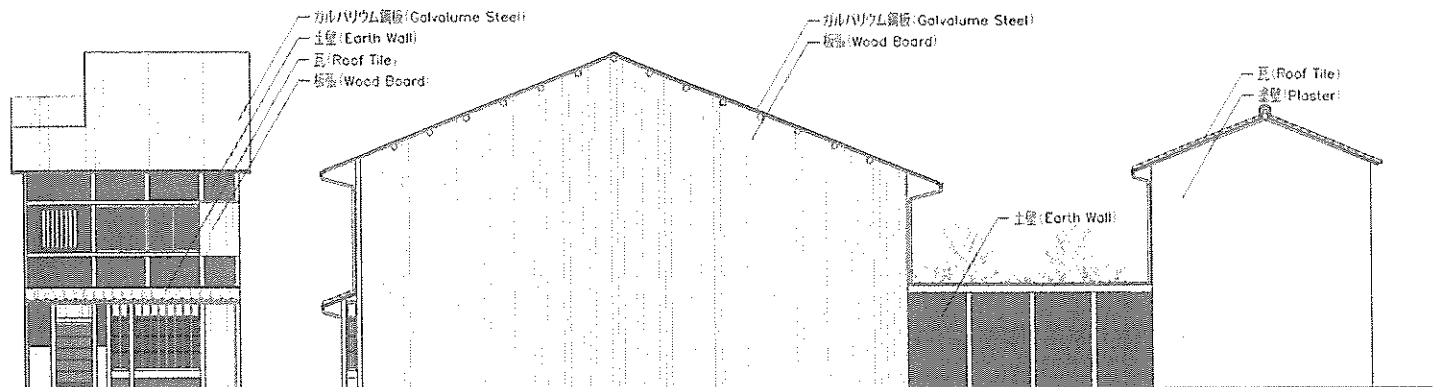 ガルバリウム鋼板(Galvalume Steel)
土壁(Earth Wall)
瓦(Roof Tile)
板張(Wood Board)
ガルバリウム鋼板(Galvalume Steel)
板張(Wood Board)
瓦(Roof Tile)
塗壁(Plaster)
土壁(Earth Wall)